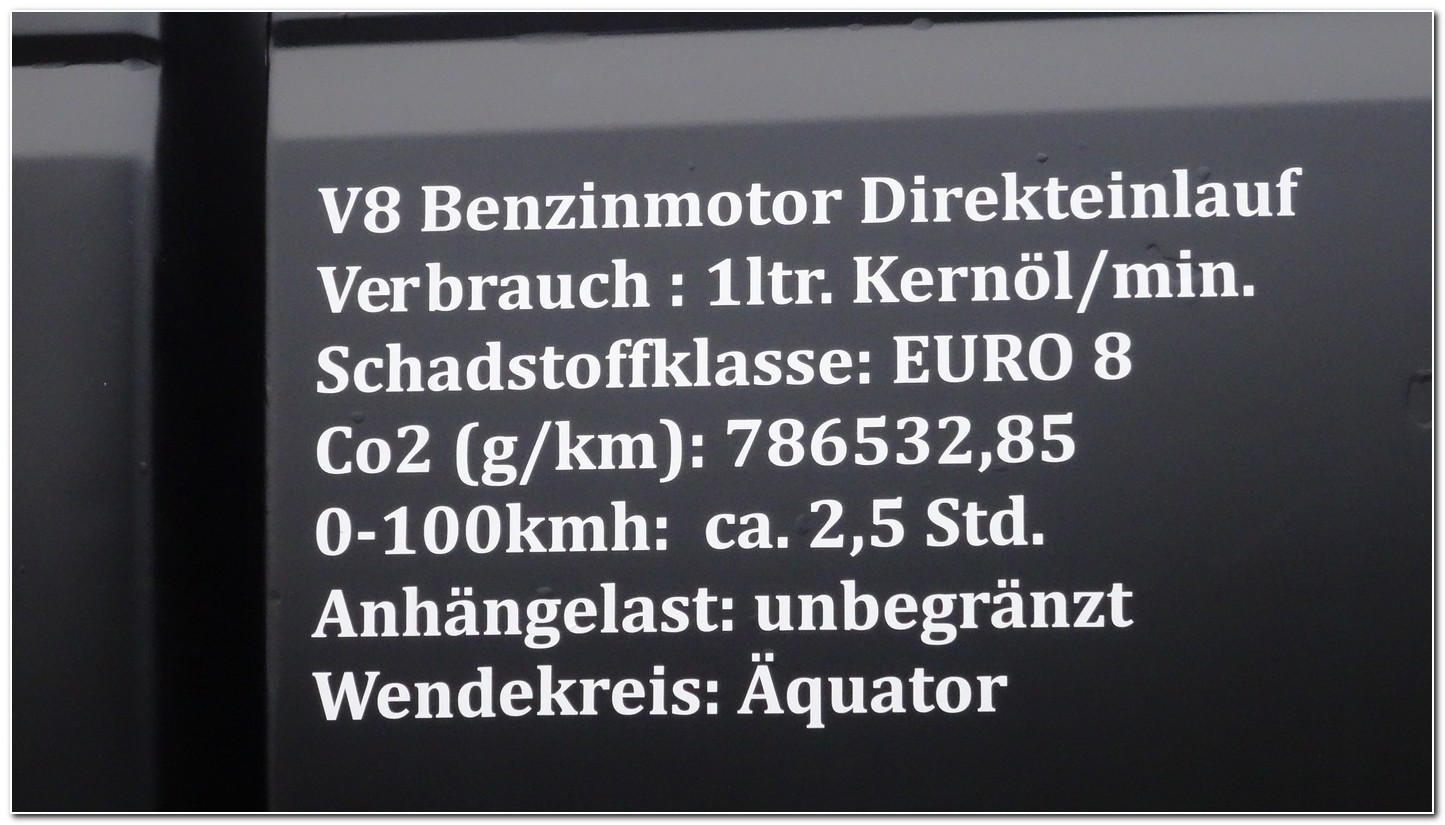 V8 Benzinmotor Direkteinlauf
Verbrauch : 1ltr. Kernöl/min.
Schadstoffklasse: EURO 8
Co2 (g/km): 786532,85
0-100kmh:  ca. 2,5 Std.
Anhängelast: unbegränzt
Wendekreis: Äquator